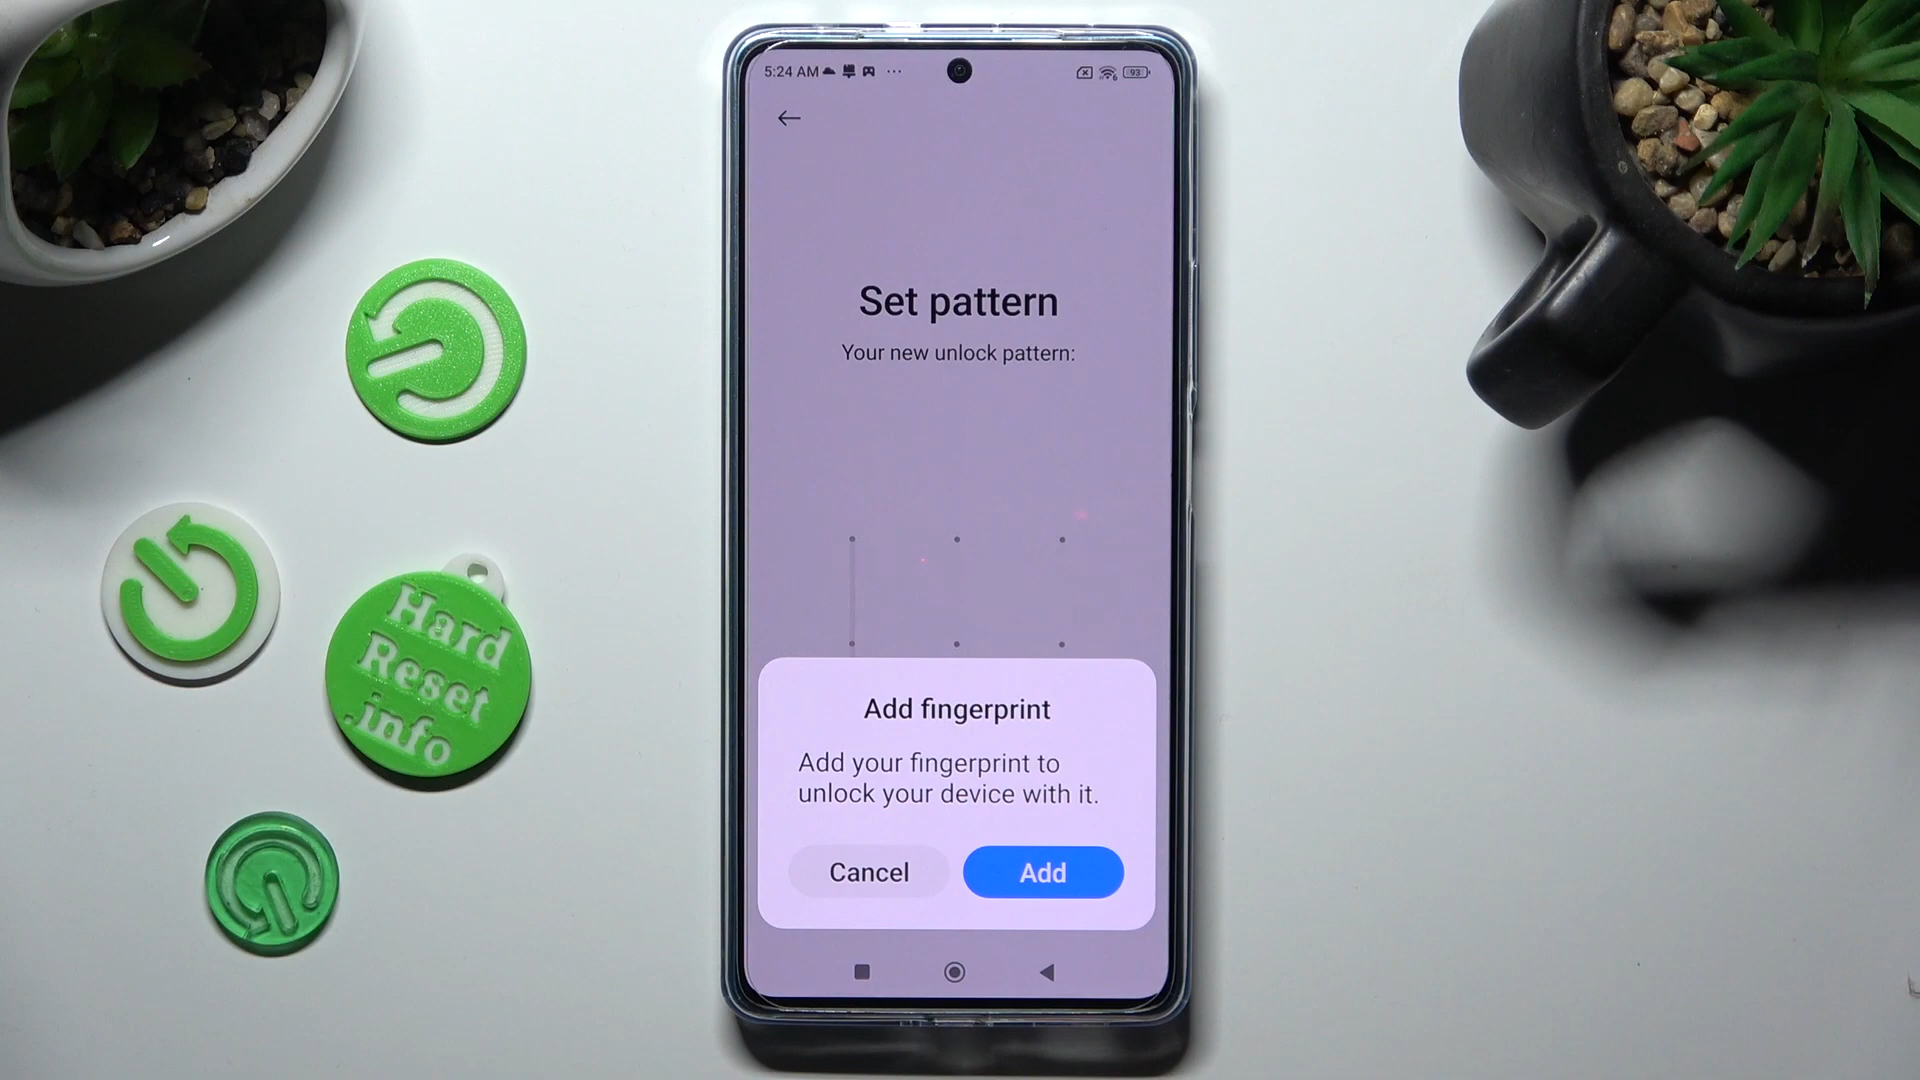 5:24 AM
93
Set pattern
Your new unlock pattern:
Add fingerprint
Add your fingerprint to
unlock your device with it.
Cancel
Add
Hard
Reset
.info